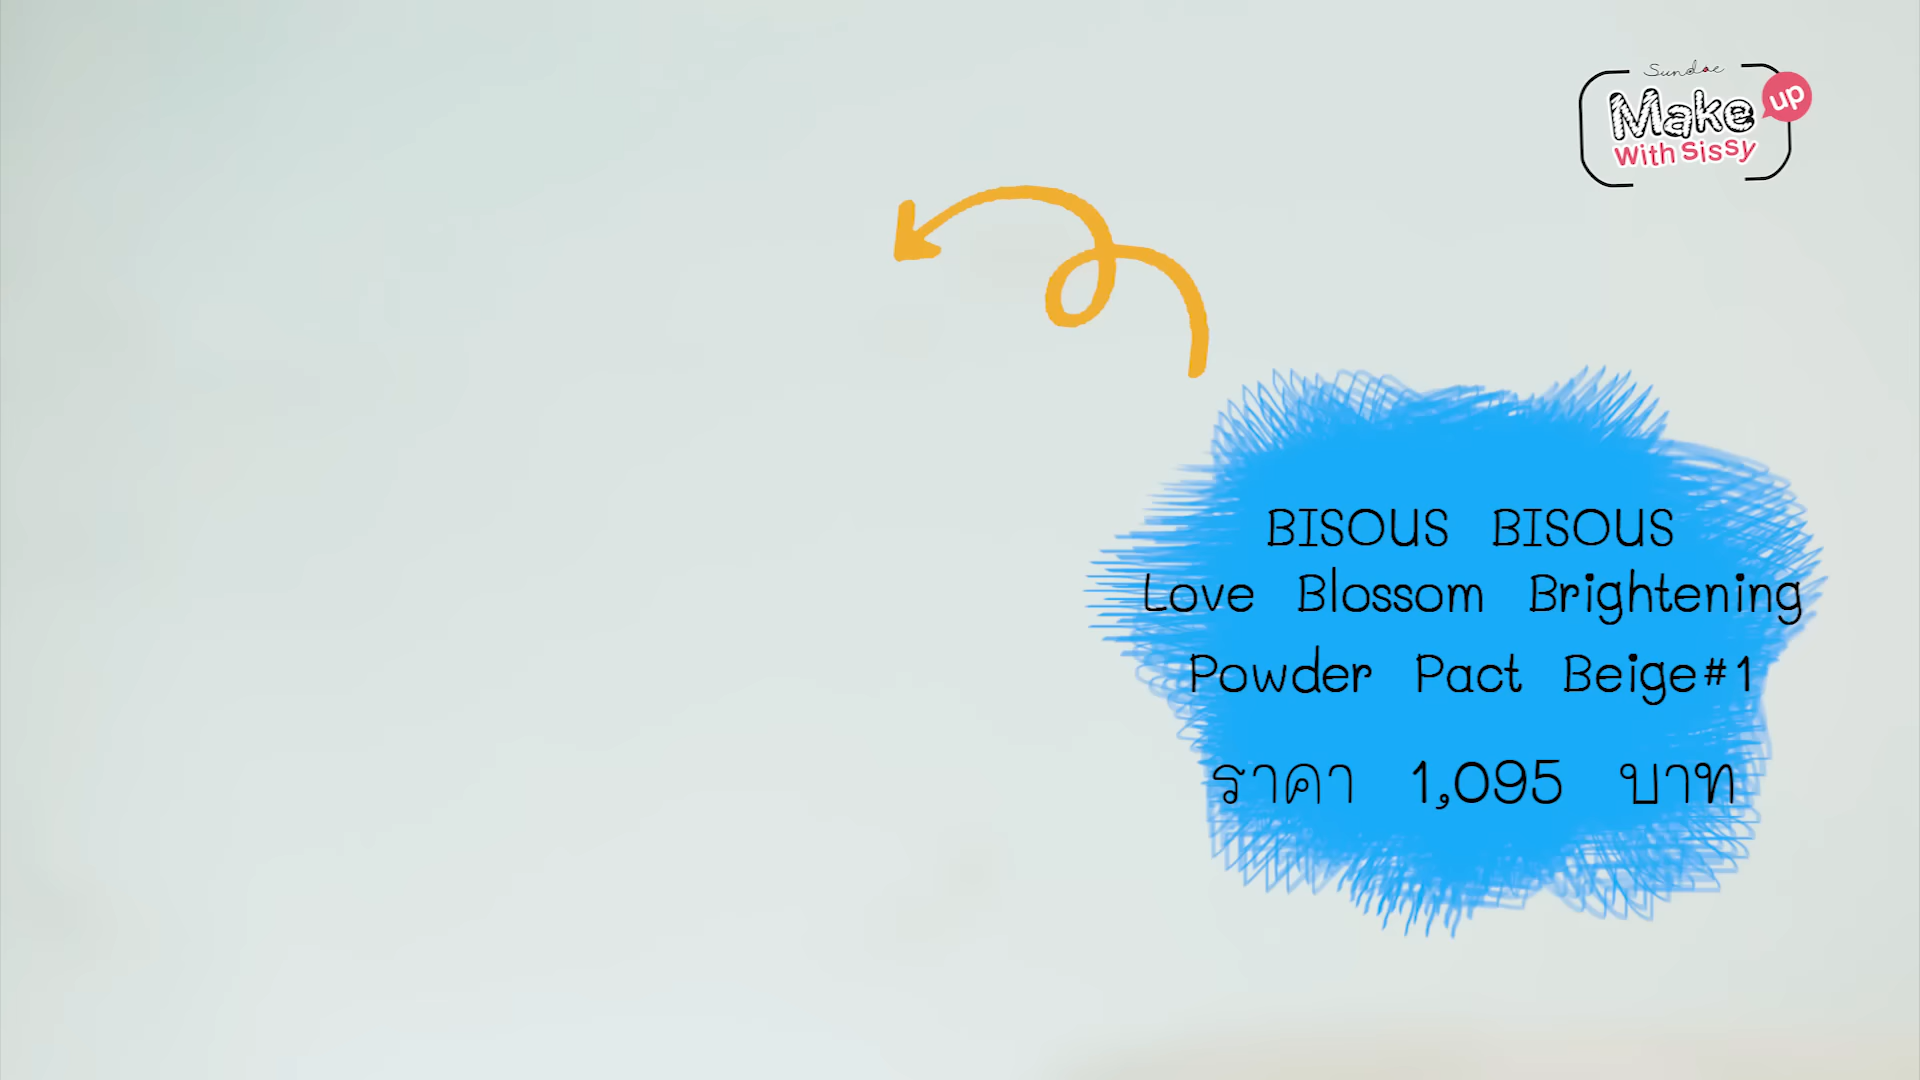 Sundae
Make up
With Sissy
BISOUS BISOUS
Love Blossom Brightening
Powder Pact Beige#1
ราคา 1,095 บาท